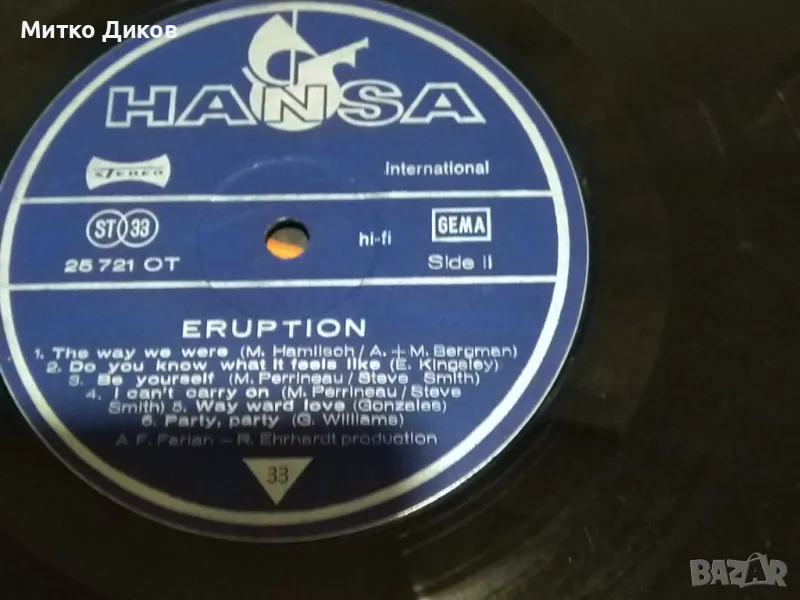 Митко Диков
HANSA
STEREO
International
ST 33
hi-fi
GEMA
25 721 OT
Side II
ERUPTION
1. The way we were (M. Hamlisch/A. + M. Bergman)
2. Do you know what it feels like (E. Kingsley)
3. Be yourself (M. Perrineau/Steve Smith)
4. I can't carry on (M. Perrineau/Steve
Smith) 5. Way ward love (Gonzales)
6. Party, party (G. Williams)
A F. Farian – R. Ehrhardt production
33
BAZAR